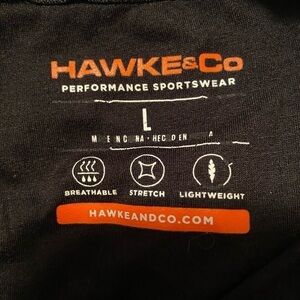 HAWKE&Co
PERFORMANCE SPORTSWEAR
L
BREATHABLE
STRETCH
LIGHTWEIGHT
HAWKEANDCO.COM